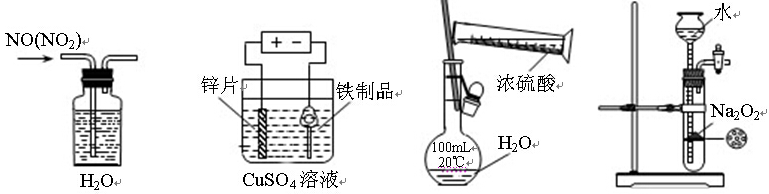 NO(NO₂)
H₂O
+ −
锌片
铁制品
CuSO₄溶液
浓硫酸
100mL
20℃
H₂O
水
Na₂O₂